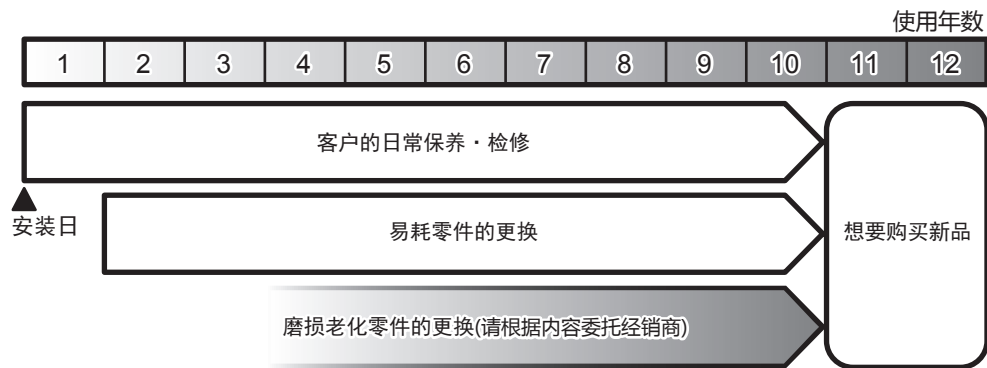 使用年数
1 2 3 4 5 6 7 8 9 10 11 12
客户的日常保养・检修
安装日
易耗零件的更换
想要购买新品
磨损老化零件的更换(请根据内容委托经销商)